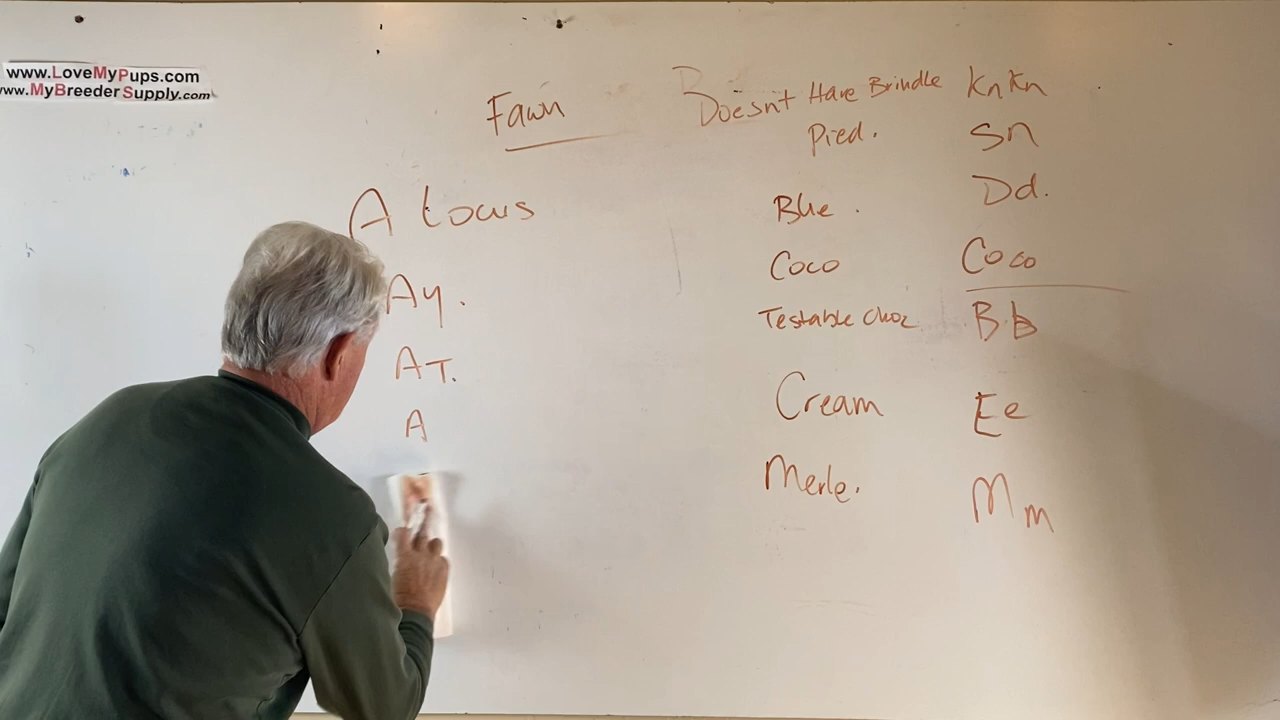 www.LoveMyPups.com
www.MyBreederSupply.com
Fawn
A Locus
Ay.
AT.
A
Doesn't Have Brindle KnKn
Pied. Sn
Blue. Dd.
Coco Coco
Testable Choc B.b
Cream Ee
Merle. Mm